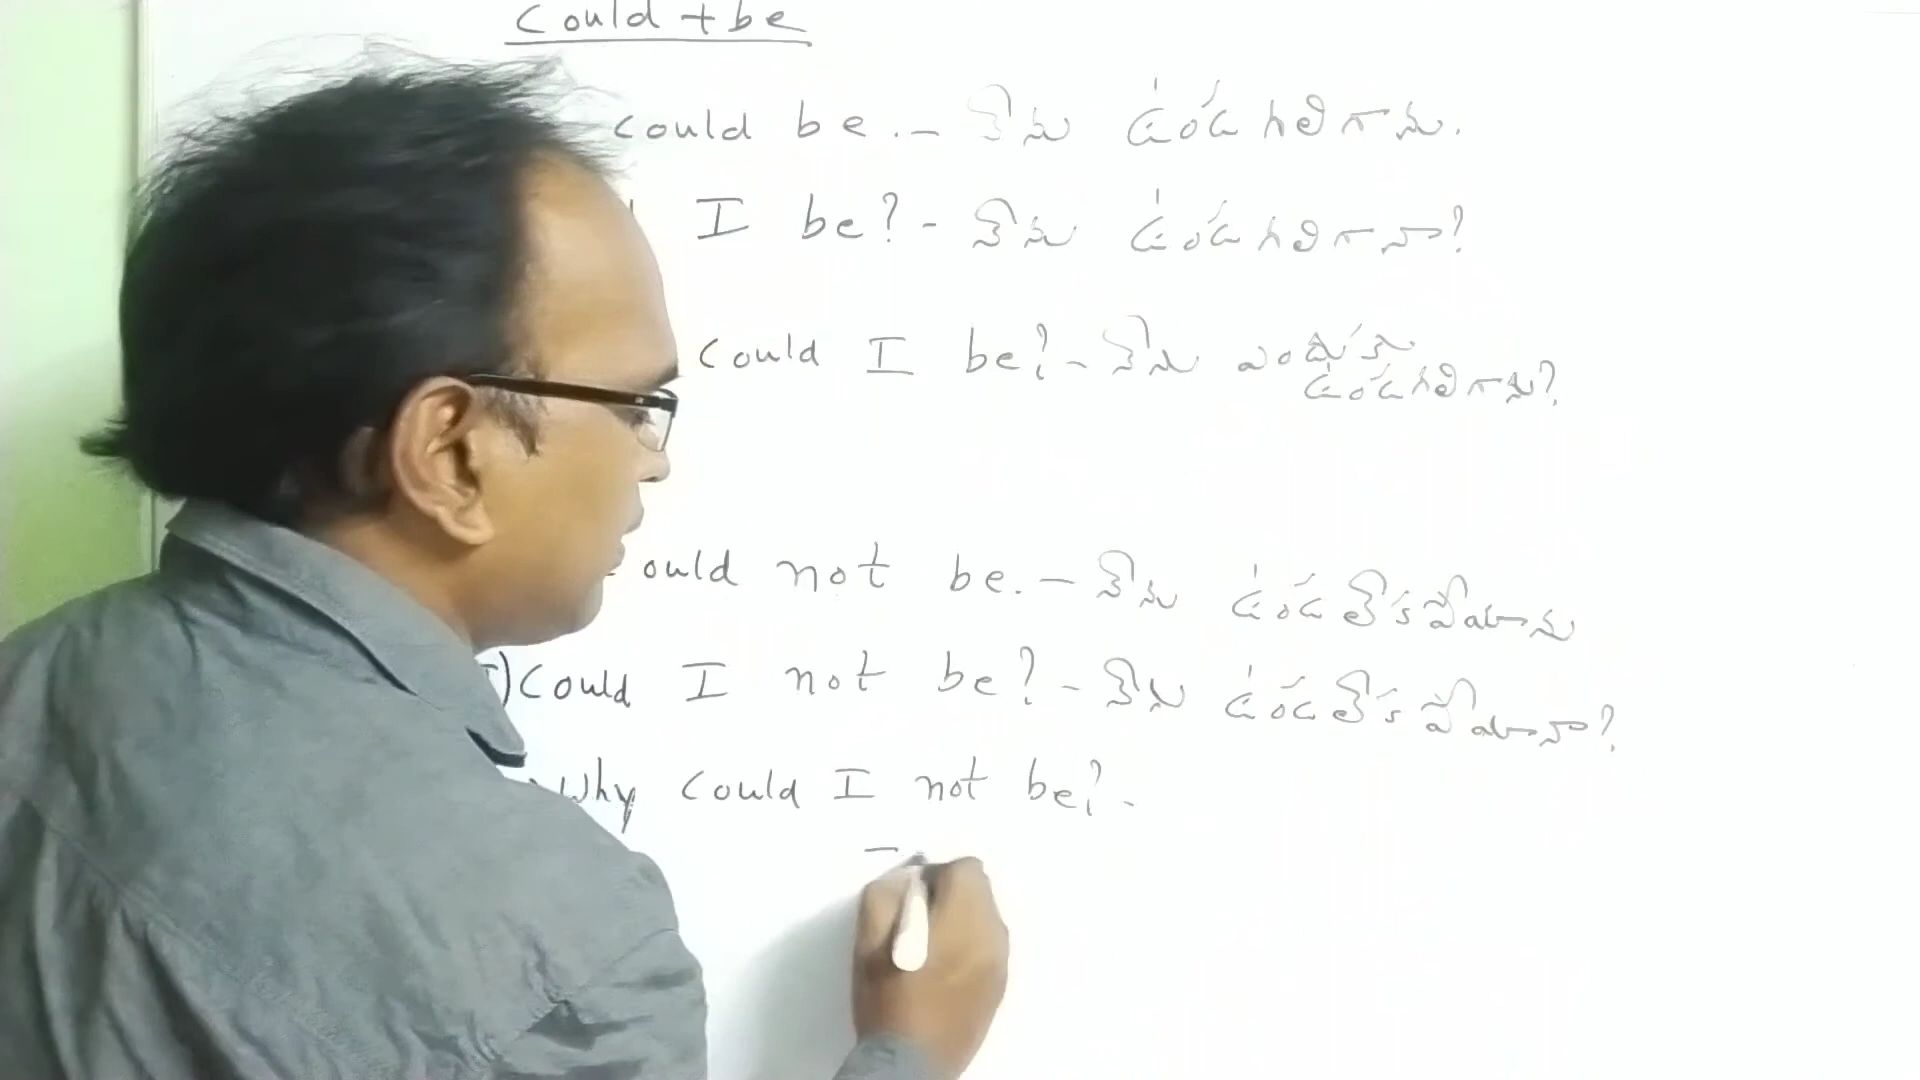 Could + be
could be. - నేను ఉండగలిగాను.
I be? - నేను ఉండగలిగానా?
could I be? - నేను ఎందుకు
ఉండగలిగాను?
ould not be. - నేను ఉండలేకపోయాను
) Could I not be? - నేను ఉండలేకపోయానా?
Why could I not be? -
-